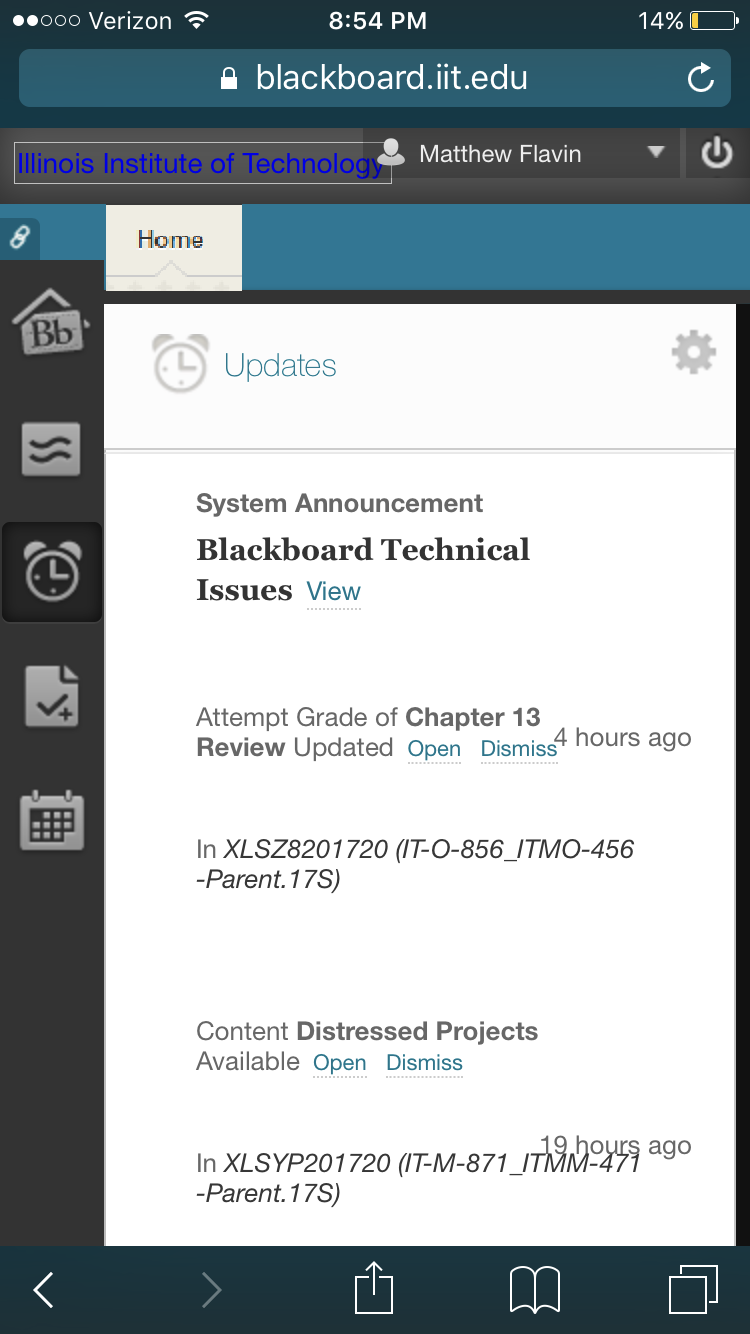 Verizon 8:54 PM 14%
blackboard.iit.edu
Illinois Institute of Technology Matthew Flavin
Home
Bb
Updates
System Announcement
Blackboard Technical
Issues View
Attempt Grade of Chapter 13
Review Updated Open Dismiss 4 hours ago
In XLSZ8201720 (IT-O-856_ITMO-456
-Parent.17S)
Content Distressed Projects
Available Open Dismiss
19 hours ago
In XLSYP201720 (IT-M-871_ITMM-471
-Parent.17S)